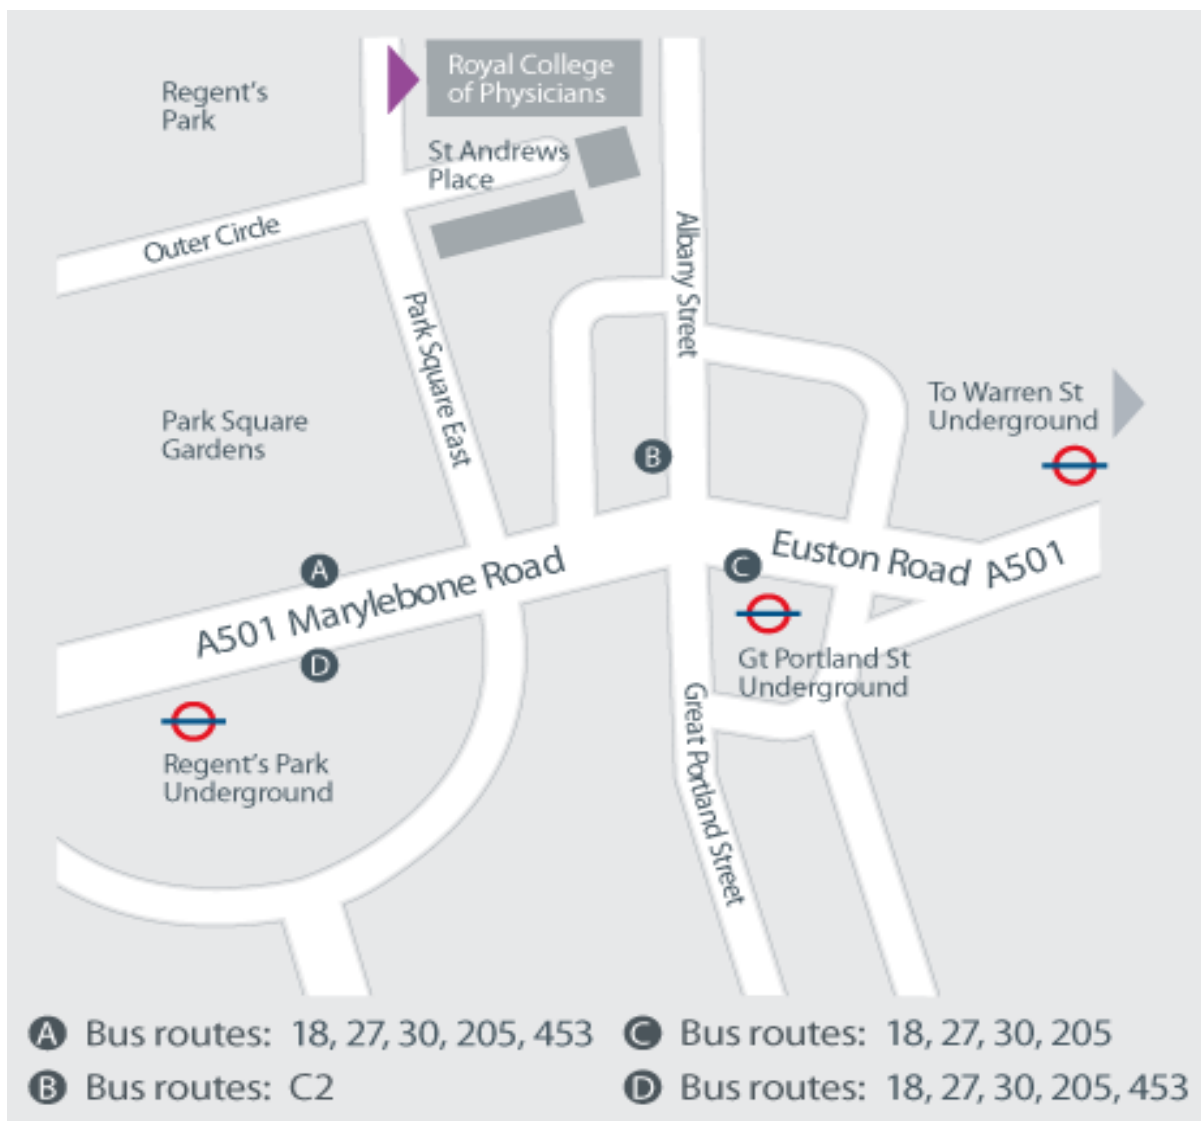 Royal College
of Physicians
Regent's
Park
St Andrews
Place
Outer Circle
Albany Street
Park Square East
To Warren St
Underground
Park Square
Gardens
B
A
C
Euston Road A501
A501 Marylebone Road
D
Gt Portland St
Underground
Great Portland Street
Regent's Park
Underground
A Bus routes: 18, 27, 30, 205, 453
C Bus routes: 18, 27, 30, 205
B Bus routes: C2
D Bus routes: 18, 27, 30, 205, 453